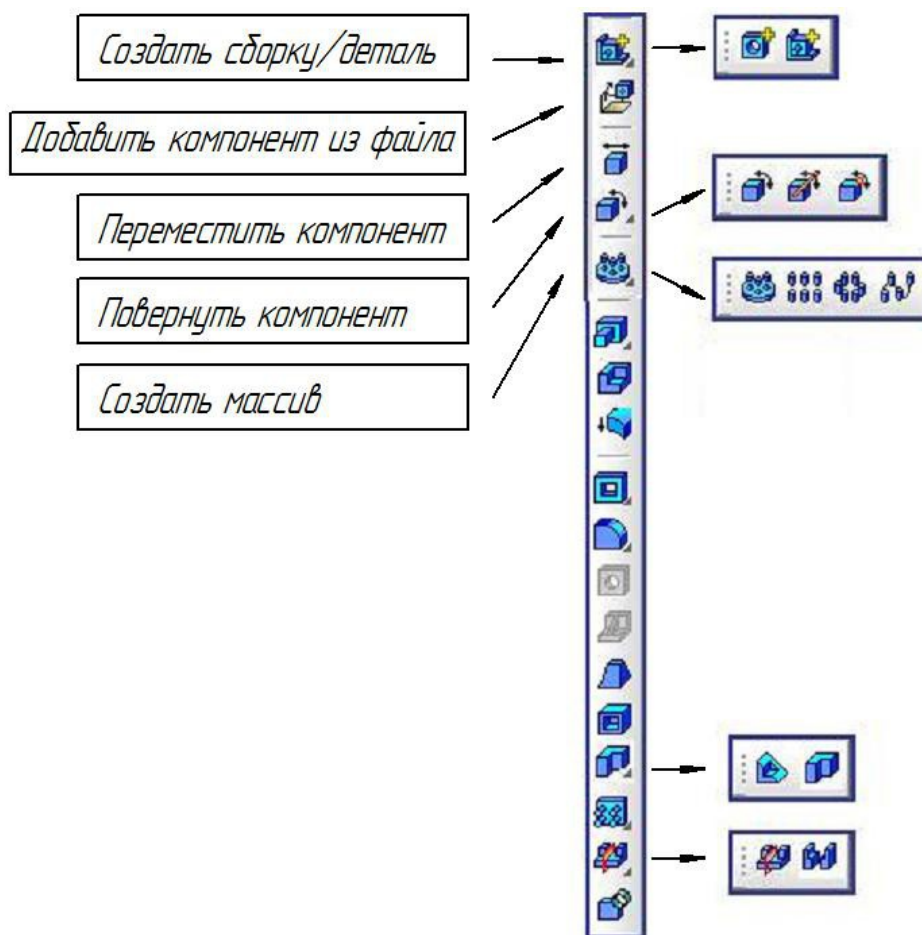 Создать сборку/деталь
Добавить компонент из файла
Переместить компонент
Повернуть компонент
Создать массив